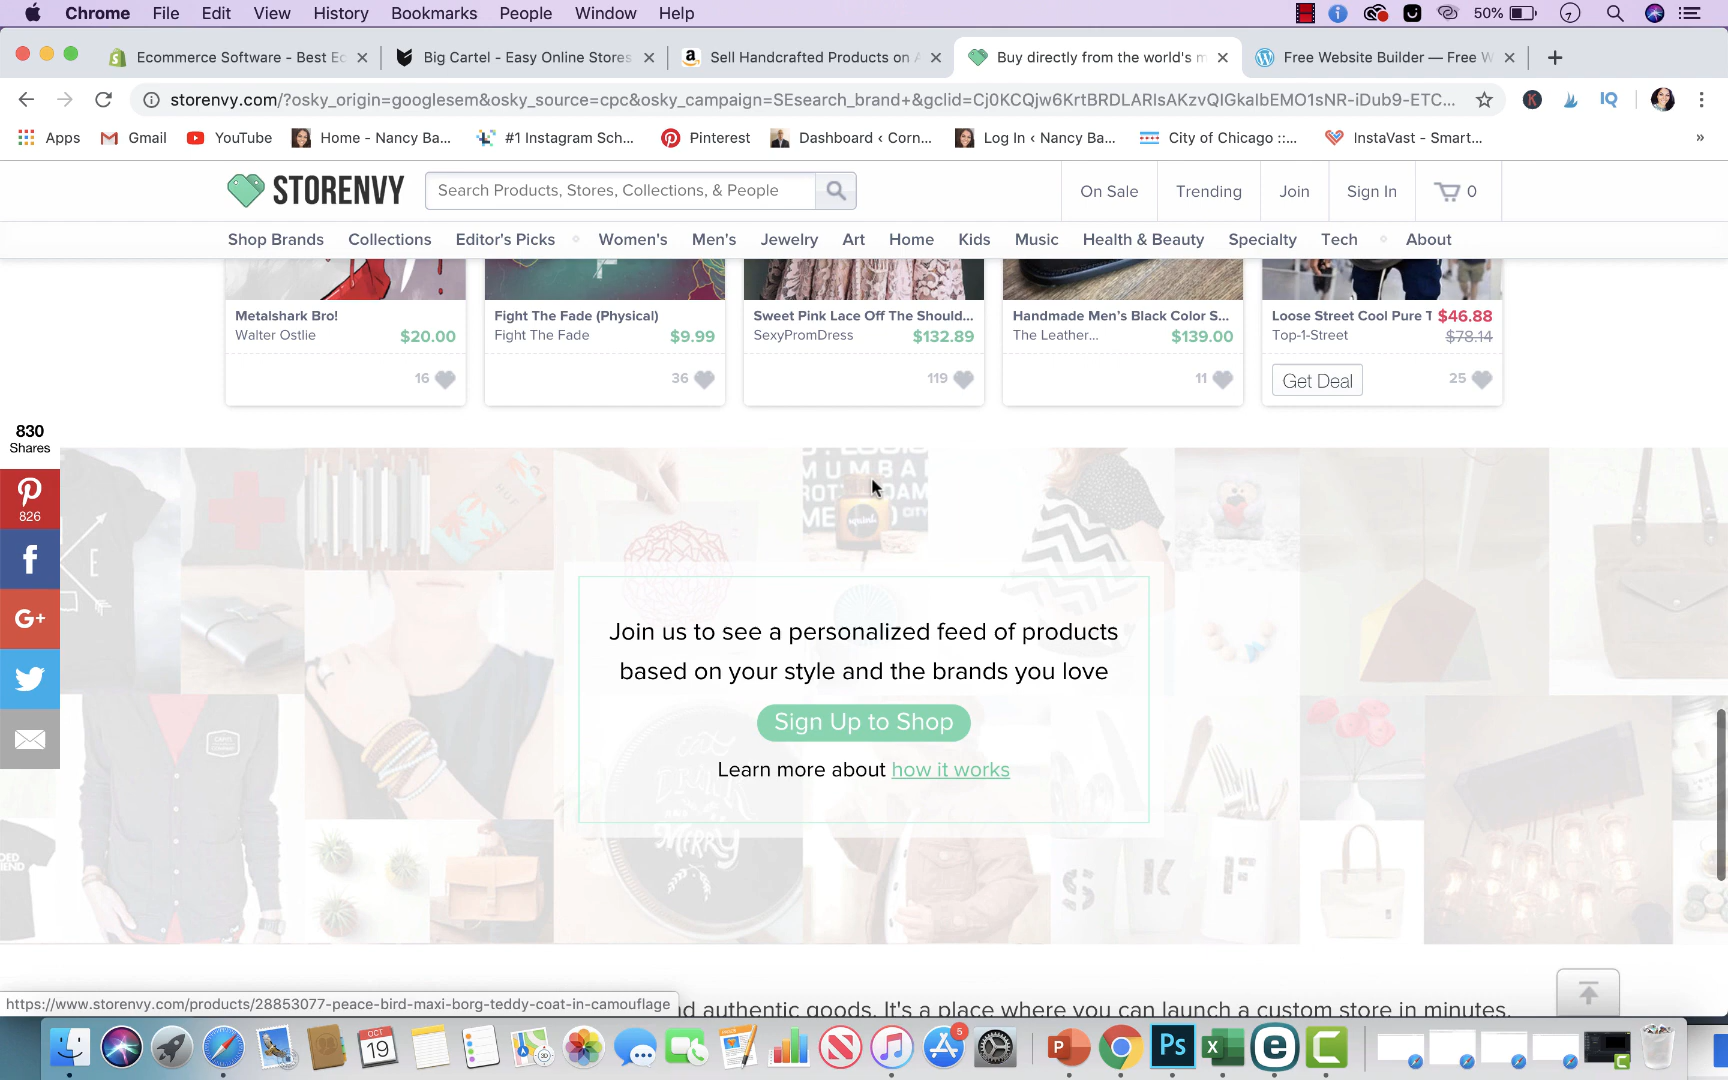 Chrome File Edit View History Bookmarks People Window Help 50%
Ecommerce Software - Best Ec
Big Cartel - Easy Online Stores
Sell Handcrafted Products on A
Buy directly from the world's m
Free Website Builder — Free W
storenvy.com/?osky_origin=googlesem&osky_source=cpc&osky_campaign=SEsearch_brand+&gclid=Cj0KCQjw6KrtBRDLARIsAKzvQIGkaIbEMO1sNR-iDub9-ETC...
Apps Gmail YouTube Home - Nancy Ba... #1 Instagram Sch... Pinterest Dashboard ‹ Corn... Log In ‹ Nancy Ba... City of Chicago ::... InstaVast - Smart... »
STORENVY Search Products, Stores, Collections, & People On Sale Trending Join Sign In 0
Shop Brands Collections Editor's Picks Women's Men's Jewelry Art Home Kids Music Health & Beauty Specialty Tech About
Metalshark Bro!
Walter Ostlie $20.00
16
Fight The Fade (Physical)
Fight The Fade $9.99
36
Sweet Pink Lace Off The Should...
SexyPromDress $132.89
119
Handmade Men's Black Color S...
The Leather... $139.00
11
Loose Street Cool Pure T $46.88
Top-1-Street $78.14
Get Deal 25
830
Shares
826
G+
MUMBAI
CITY
Join us to see a personalized feed of products
based on your style and the brands you love
Sign Up to Shop
Learn more about how it works
MERRY
S K F
https://www.storenvy.com/products/28853077-peace-bird-maxi-borg-teddy-coat-in-camouflage
d authentic goods. It's a place where you can launch a custom store in minutes.
OCT
19
3D
5
P
Ps
X
e
C